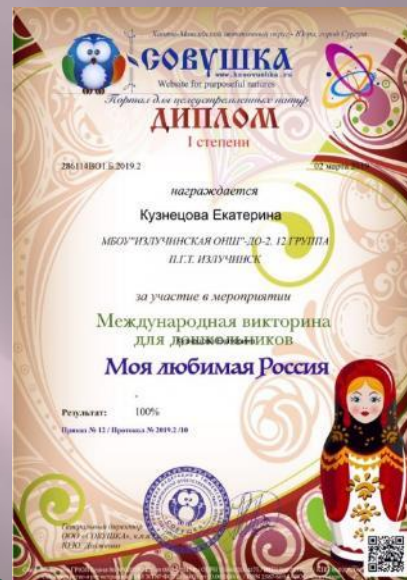 Ханты-Мансийский автономный округ - Югра, город Сургут
СОВУШКА
www.kssovushka.ru
Website for purposeful natures
Портал для целеустремленных натур
ДИПЛОМ
I степени
02 марта 2019
награждается
Кузнецова Екатерина
МБОУ"ИЗЛУЧИНСКАЯ ОНШ"-ДО-2. 12 ГРУППА
П.Г.Т. ИЗЛУЧИНСК
за участие в мероприятии
Международная викторина
для дошкольников
Моя любимая Россия
Результат: 100%
Приказ № 12 / Протокол № 2019.2 /10
Генеральный директор
ООО «СОВУШКА»,
СОВУШКА